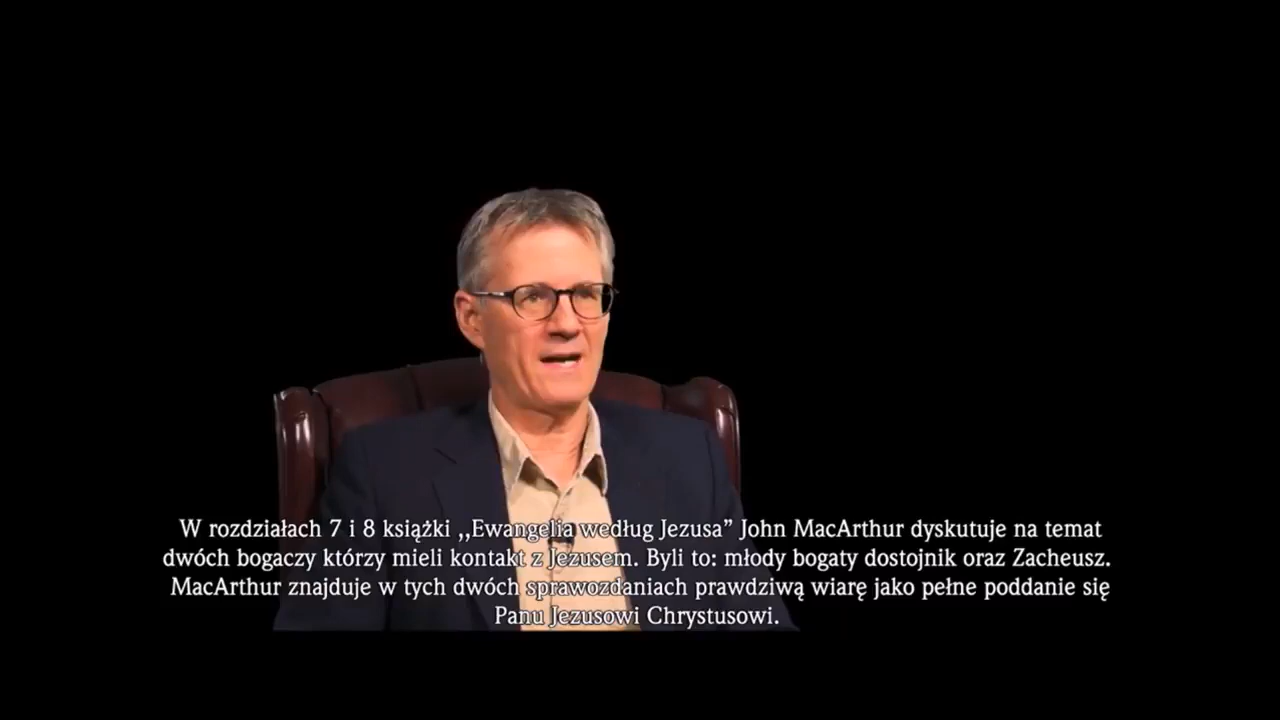 W rozdziałach 7 i 8 książki ,,Ewangelia według Jezusa” John MacArthur dyskutuje na temat
dwóch bogaczy którzy mieli kontakt z Jezusem. Byli to: młody bogaty dostojnik oraz Zacheusz.
MacArthur znajduje w tych dwóch sprawozdaniach prawdziwą wiarę jako pełne poddanie się
Panu Jezusowi Chrystusowi.